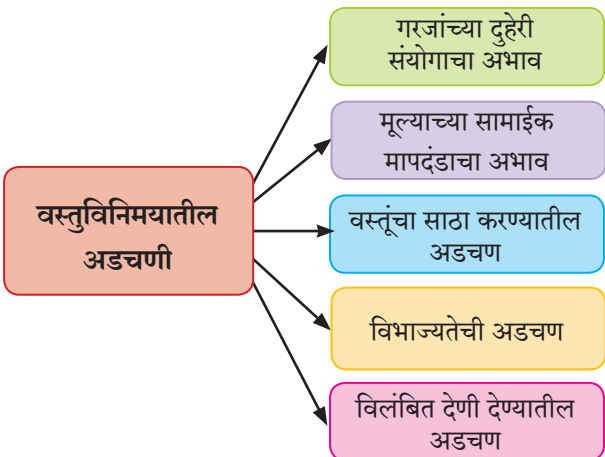 गरजांच्या दुहेरी
संयोगाचा अभाव
मूल्याच्या सामाईक
मापदंडाचा अभाव
वस्तुविनिमयातील
अडचणी
वस्तूंचा साठा करण्यातील
अडचण
विभाज्यतेची अडचण
विलंबित देणी देण्यातील
अडचण